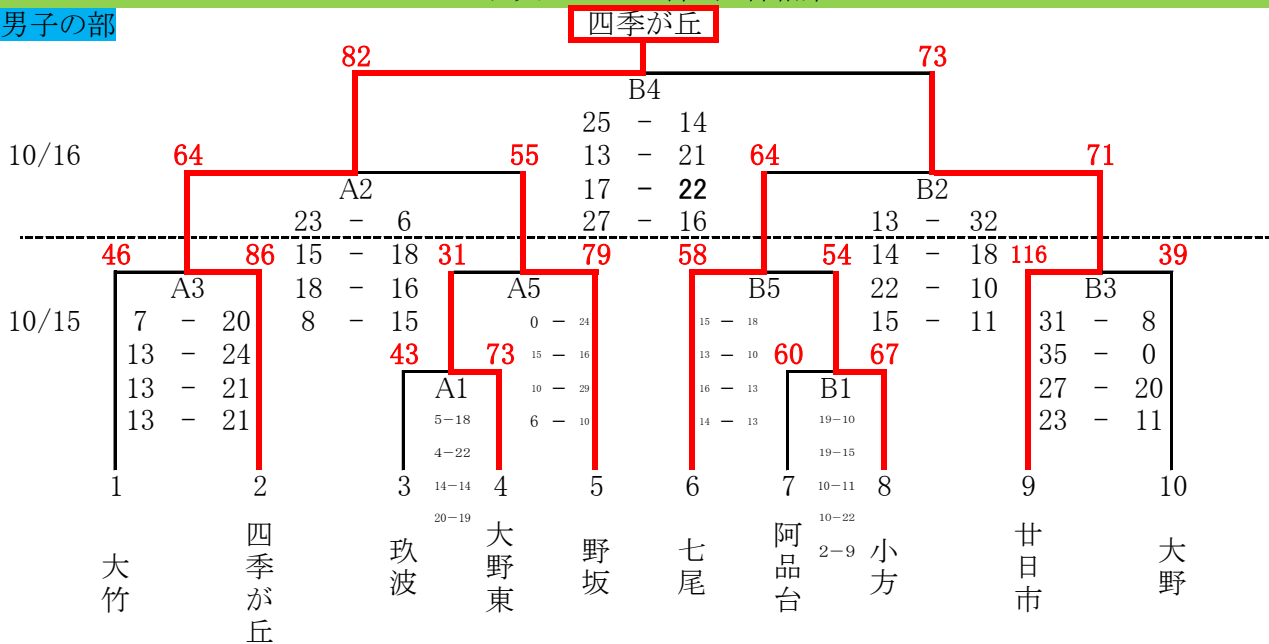 男子の部
四季が丘
82 73
B4
25 - 14
10/16 64 55 13 - 21 64 71
A2 17 - 22 B2
23 - 6 27 - 16 13 - 32
46 86 15 - 18 31 79 58 54 14 - 18 116 39
A3 18 - 16 A5 B5 22 - 10 B3
10/15 7 - 20 8 - 15 0 - 24 15 - 18 15 - 11 31 - 8
13 - 24 43 73 15 - 16 13 - 10 60 67 35 - 0
13 - 21 A1 10 - 29 16 - 13 B1 27 - 20
13 - 21 5-18 6 - 10 14 - 13 19-10 23 - 11
4-22 19-15
1 2 3 14-14 4 5 6 7 10-11 8 9 10
20-19 10-22
2-9
大竹
四季が丘
玖波
大野東
野坂
七尾
阿品台
小方
廿日市
大野